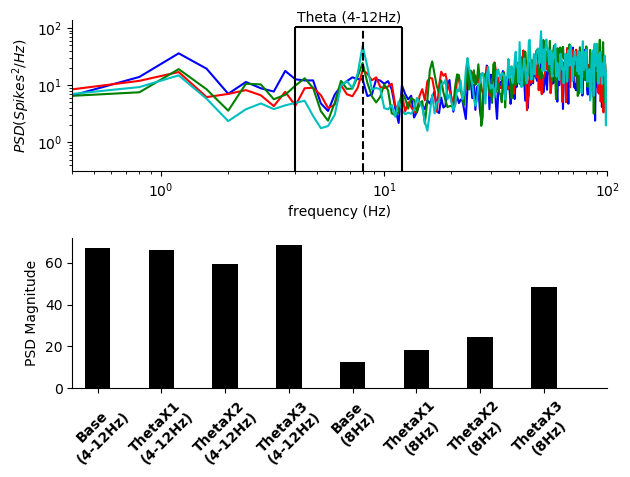 Theta (4-12Hz)
10²
10¹
10⁰
PSD(Spikes²/Hz)
10⁰ 10¹ 10²
frequency (Hz)
60
40
20
0
PSD Magnitude
Base
(4-12Hz)
ThetaX1
(4-12Hz)
ThetaX2
(4-12Hz)
ThetaX3
(4-12Hz)
Base
(8Hz)
ThetaX1
(8Hz)
ThetaX2
(8Hz)
ThetaX3
(8Hz)